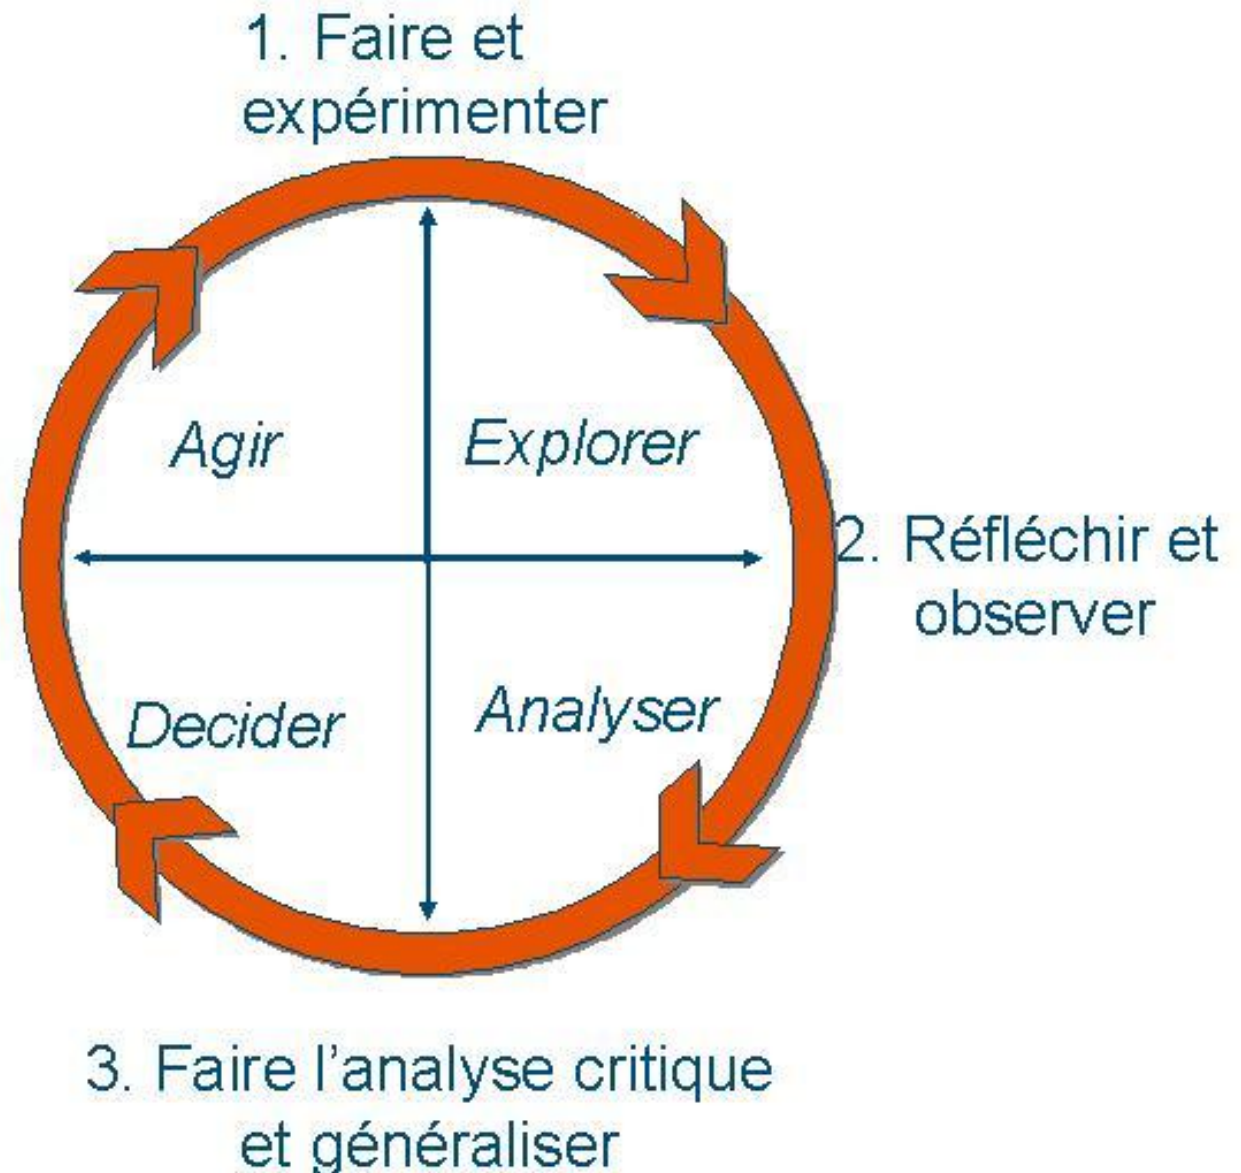 1. Faire et
expérimenter
Agir
Explorer
2. Réfléchir et
observer
Decider
Analyser
3. Faire l’analyse critique
et généraliser